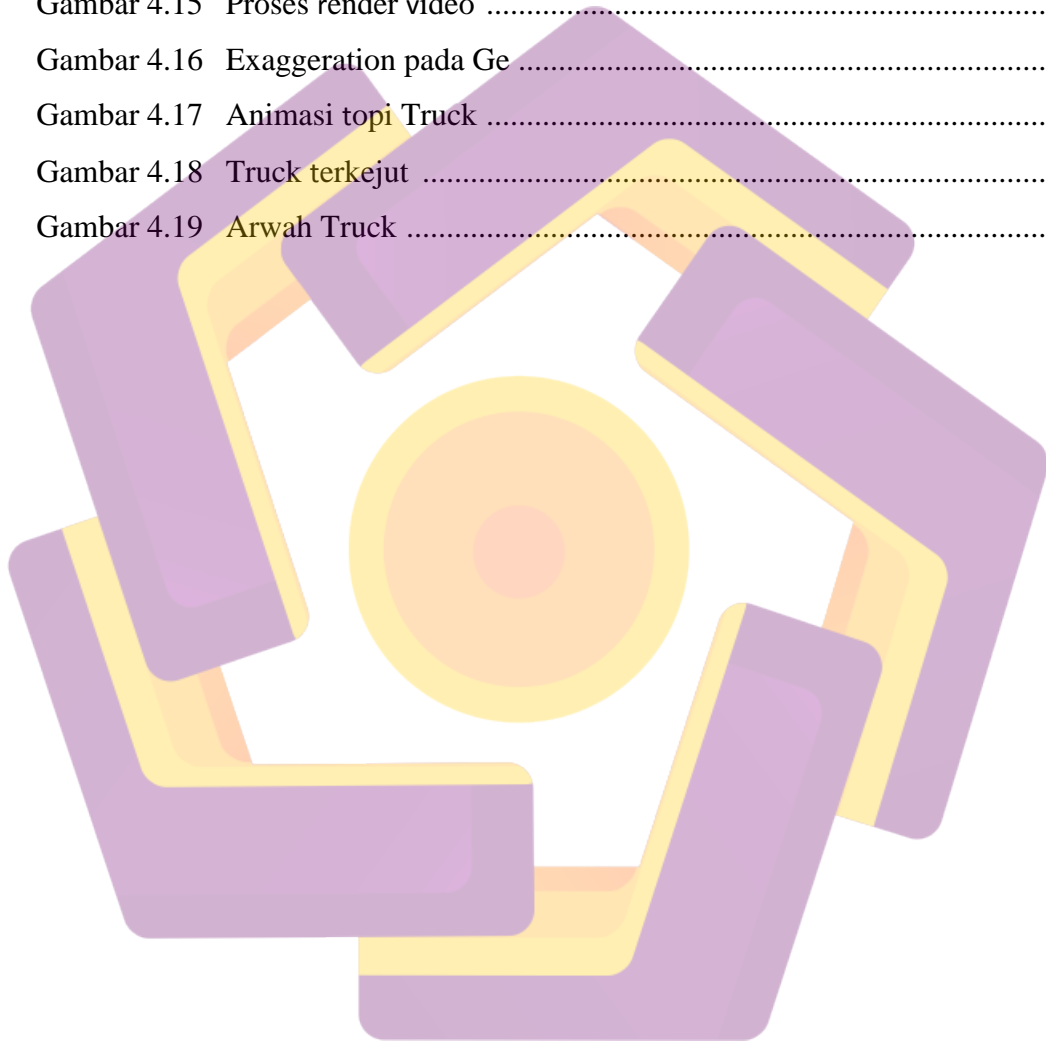 Gambar 4.15 Proses render video ........................................................................
Gambar 4.16 Exaggeration pada Ge ....................................................................
Gambar 4.17 Animasi topi Truck ........................................................................
Gambar 4.18 Truck terkejut ................................................................................
Gambar 4.19 Arwah Truck ..................................................................................